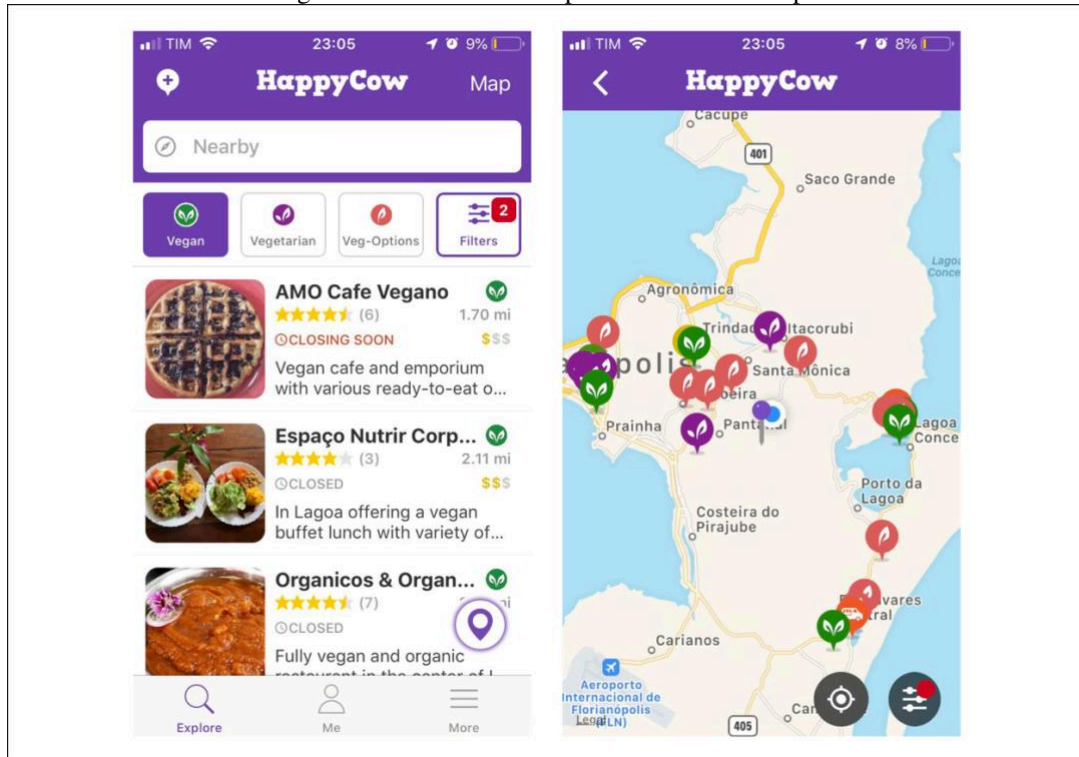 TIM 23:05 9%
HappyCow Map
Nearby
Vegan Vegetarian Veg-Options Filters 2
AMO Cafe Vegano
(6) 1.70 mi
CLOSING SOON $$$
Vegan cafe and emporium
with various ready-to-eat o...
Espaço Nutrir Corp...
(3) 2.11 mi
CLOSED $$$
In Lagoa offering a vegan
buffet lunch with variety of...
Organicos & Organ...
(7)
CLOSED
Fully vegan and organic
Explore Me More
TIM 23:05 8%
HappyCow
Cacupe
401
Saco Grande
Agronômica
Itacorubi
Santa Mônica
Prainha
Lagoa
Conce
Porto da
Lagoa
Costeira do
Pirajube
Carianos
Aeroporto
Internacional de
Florianópolis
(FLN)
Legal
405